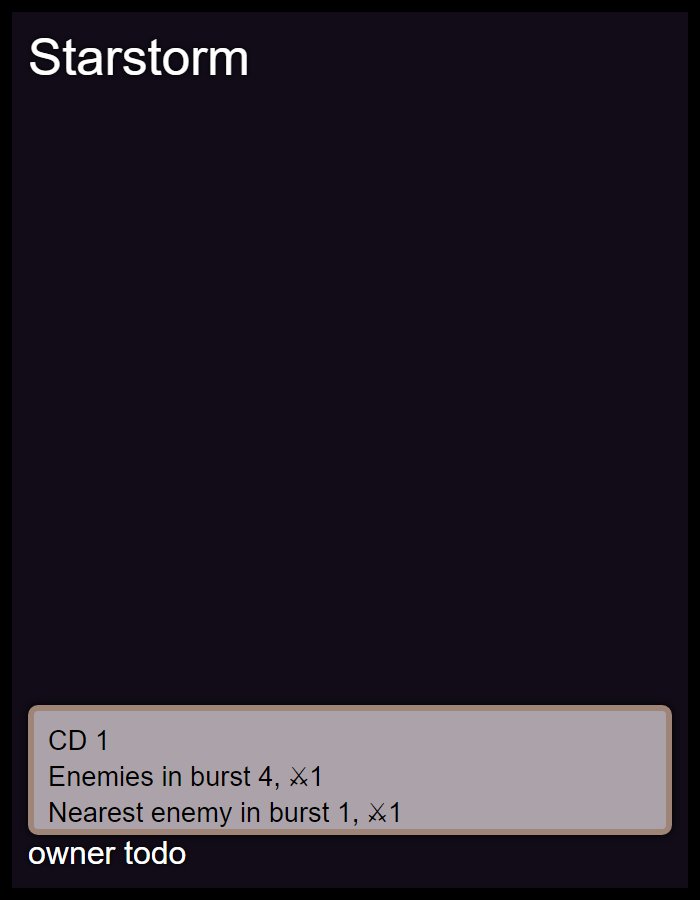 Starstorm
CD 1
Enemies in burst 4, ⚔1
Nearest enemy in burst 1, ⚔1
owner todo